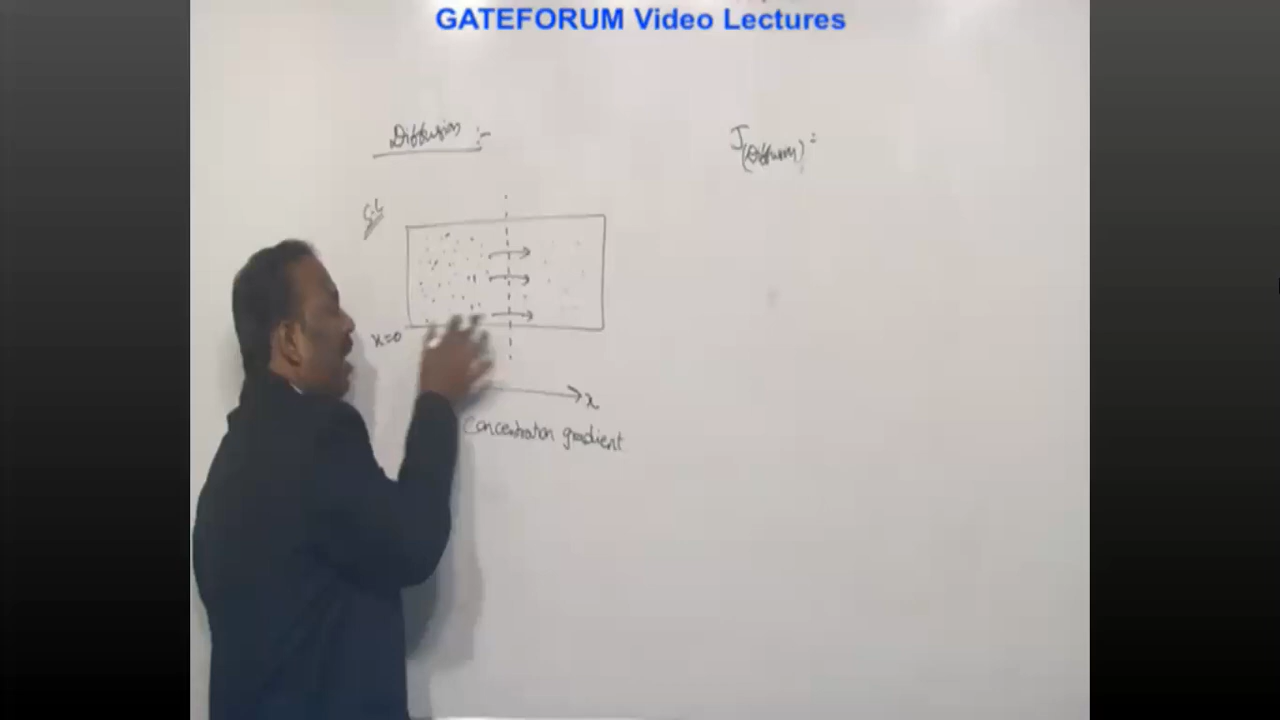 GATEFORUM Video Lectures
Diffusion :-
J(Diffusion) =
S.C
x=0
x
Concentration gradient